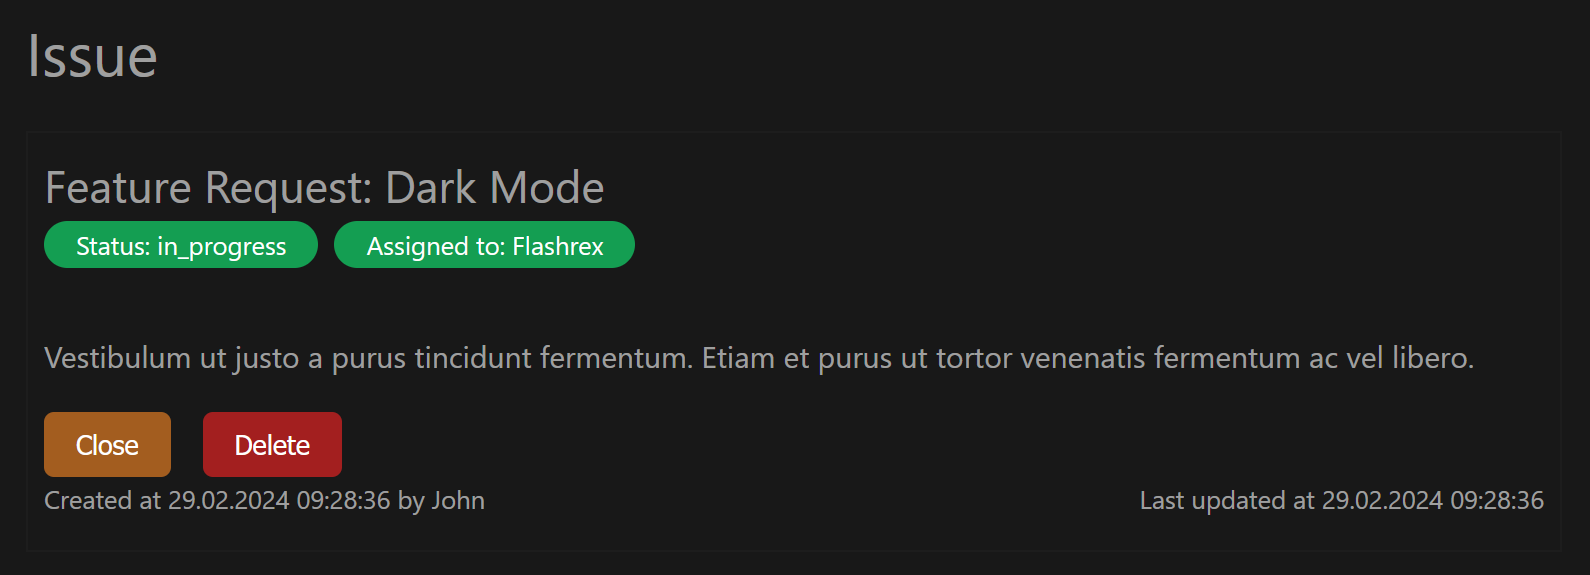 Issue
Feature Request: Dark Mode
Status: in_progress Assigned to: Flashrex
Vestibulum ut justo a purus tincidunt fermentum. Etiam et purus ut tortor venenatis fermentum ac vel libero.
Close Delete
Created at 29.02.2024 09:28:36 by John Last updated at 29.02.2024 09:28:36